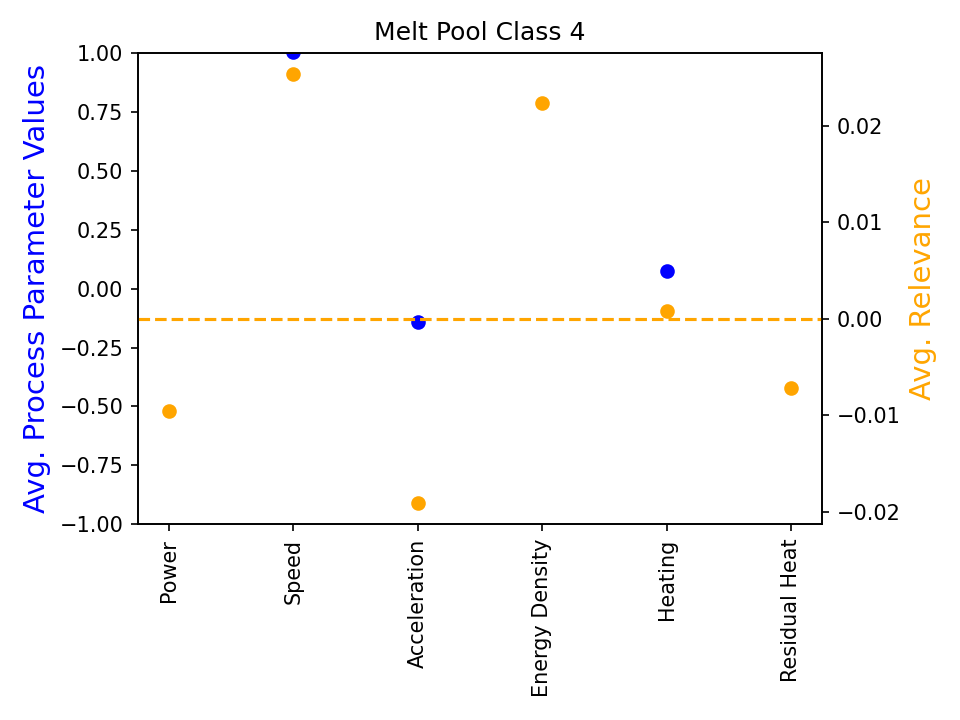 Melt Pool Class 4
Avg. Process Parameter Values
1.00
0.75
0.50
0.25
0.00
−0.25
−0.50
−0.75
−1.00
0.02
0.01
0.00
−0.01
−0.02
Avg. Relevance
Power
Speed
Acceleration
Energy Density
Heating
Residual Heat